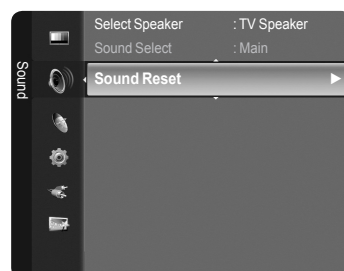 Sound
Select Speaker : TV Speaker
Sound Select : Main
Sound Reset